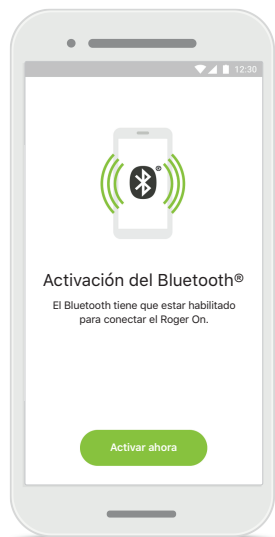 12:30
®
Activación del Bluetooth®
El Bluetooth tiene que estar habilitado
para conectar el Roger On.
Activar ahora